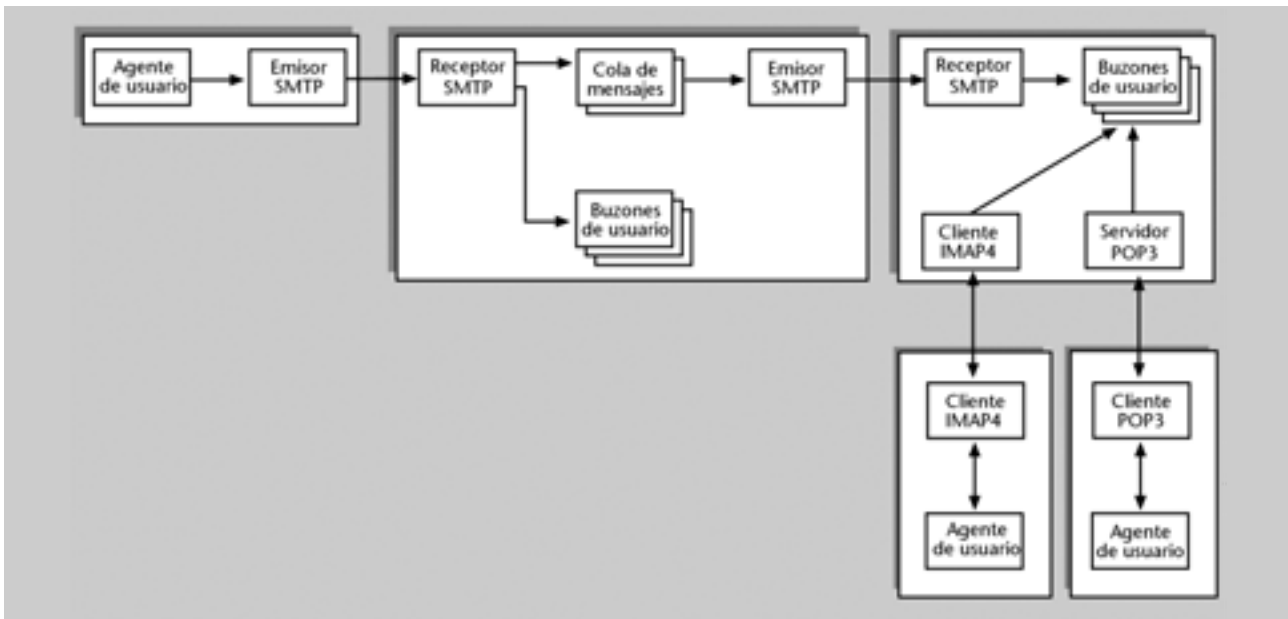 Agente
de usuario
Emisor
SMTP
Receptor
SMTP
Cola de
mensajes
Emisor
SMTP
Receptor
SMTP
Buzones
de usuario
Buzones
de usuario
Cliente
IMAP4
Servidor
POP3
Cliente
IMAP4
Cliente
POP3
Agente
de usuario
Agente
de usuario